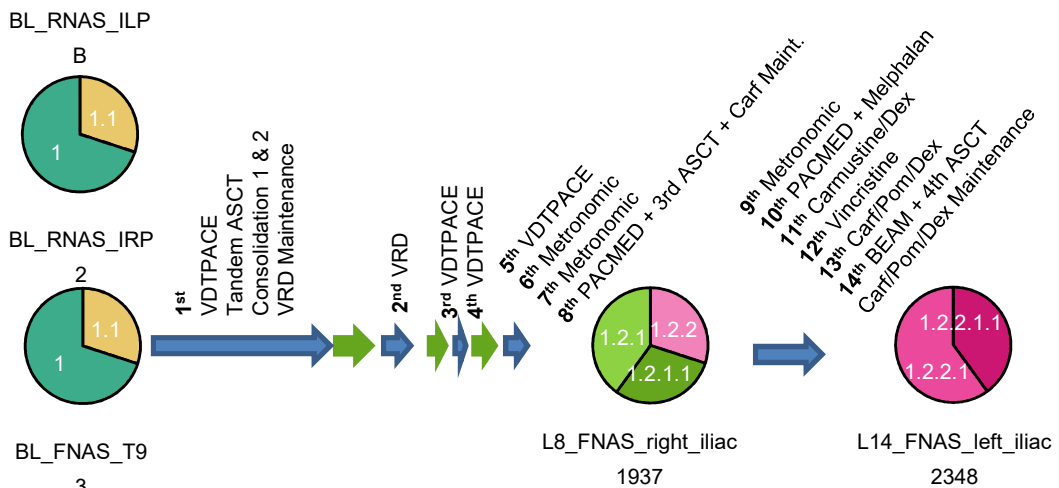 BL_RNAS_ILP
B
1.1
1
BL_RNAS_IRP
2
1.1
1
BL_FNAS_T9
3
1st
VDTPACE
Tandem ASCT
Consolidation 1 & 2
VRD Maintenance
2nd VRD
3rd VDTPACE
4th VDTPACE
5th VDTPACE
6th Metronomic
7th Metronomic
8th PACMED + 3rd ASCT + Carf Maint.
1.2.1
1.2.2
1.2.1.1
L8_FNAS_right_iliac
1937
9th Metronomic
10th PACMED + Melphalan
11th Carmustine/Dex
12th Vincristine
13th Carf/Pom/Dex
14th BEAM + 4th ASCT
Carf/Pom/Dex Maintenance
1.2.2.1.1
1.2.2.1
L14_FNAS_left_iliac
2348